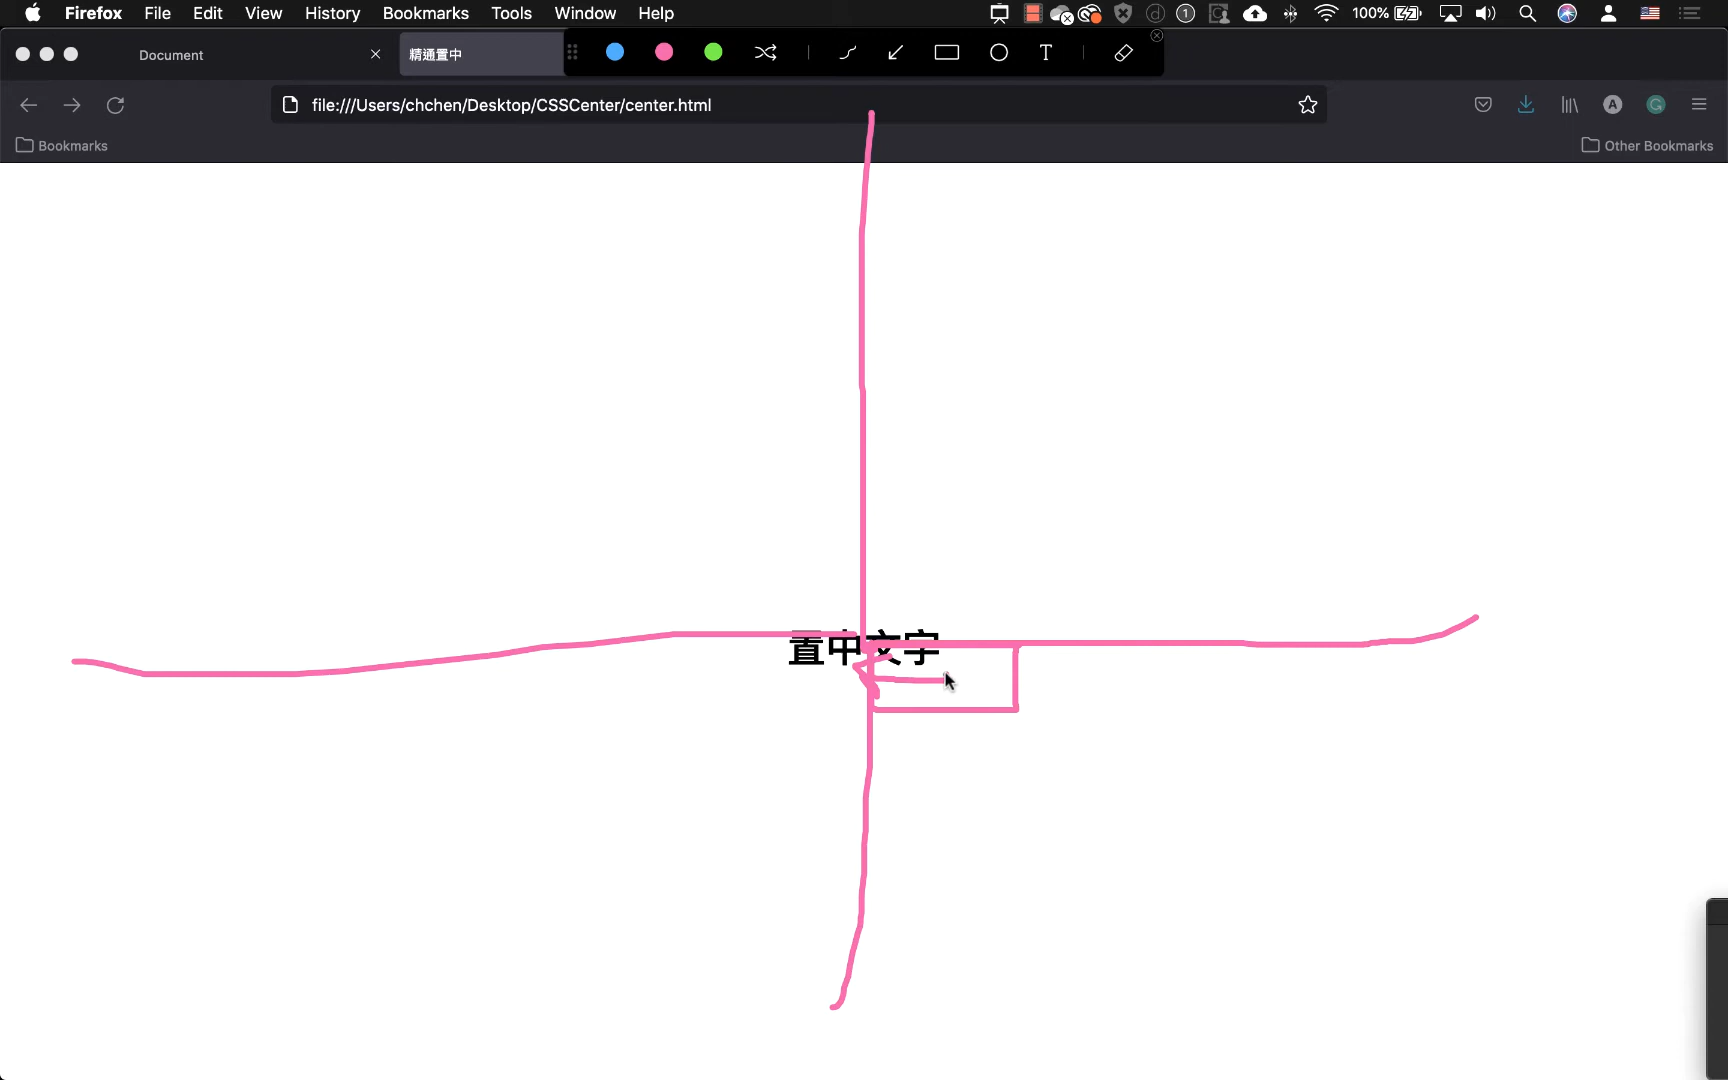 Firefox File Edit View History Bookmarks Tools Window Help 100%
Document 精通置中 T
file:///Users/chchen/Desktop/CSSCenter/center.html
Bookmarks Other Bookmarks
置中文字